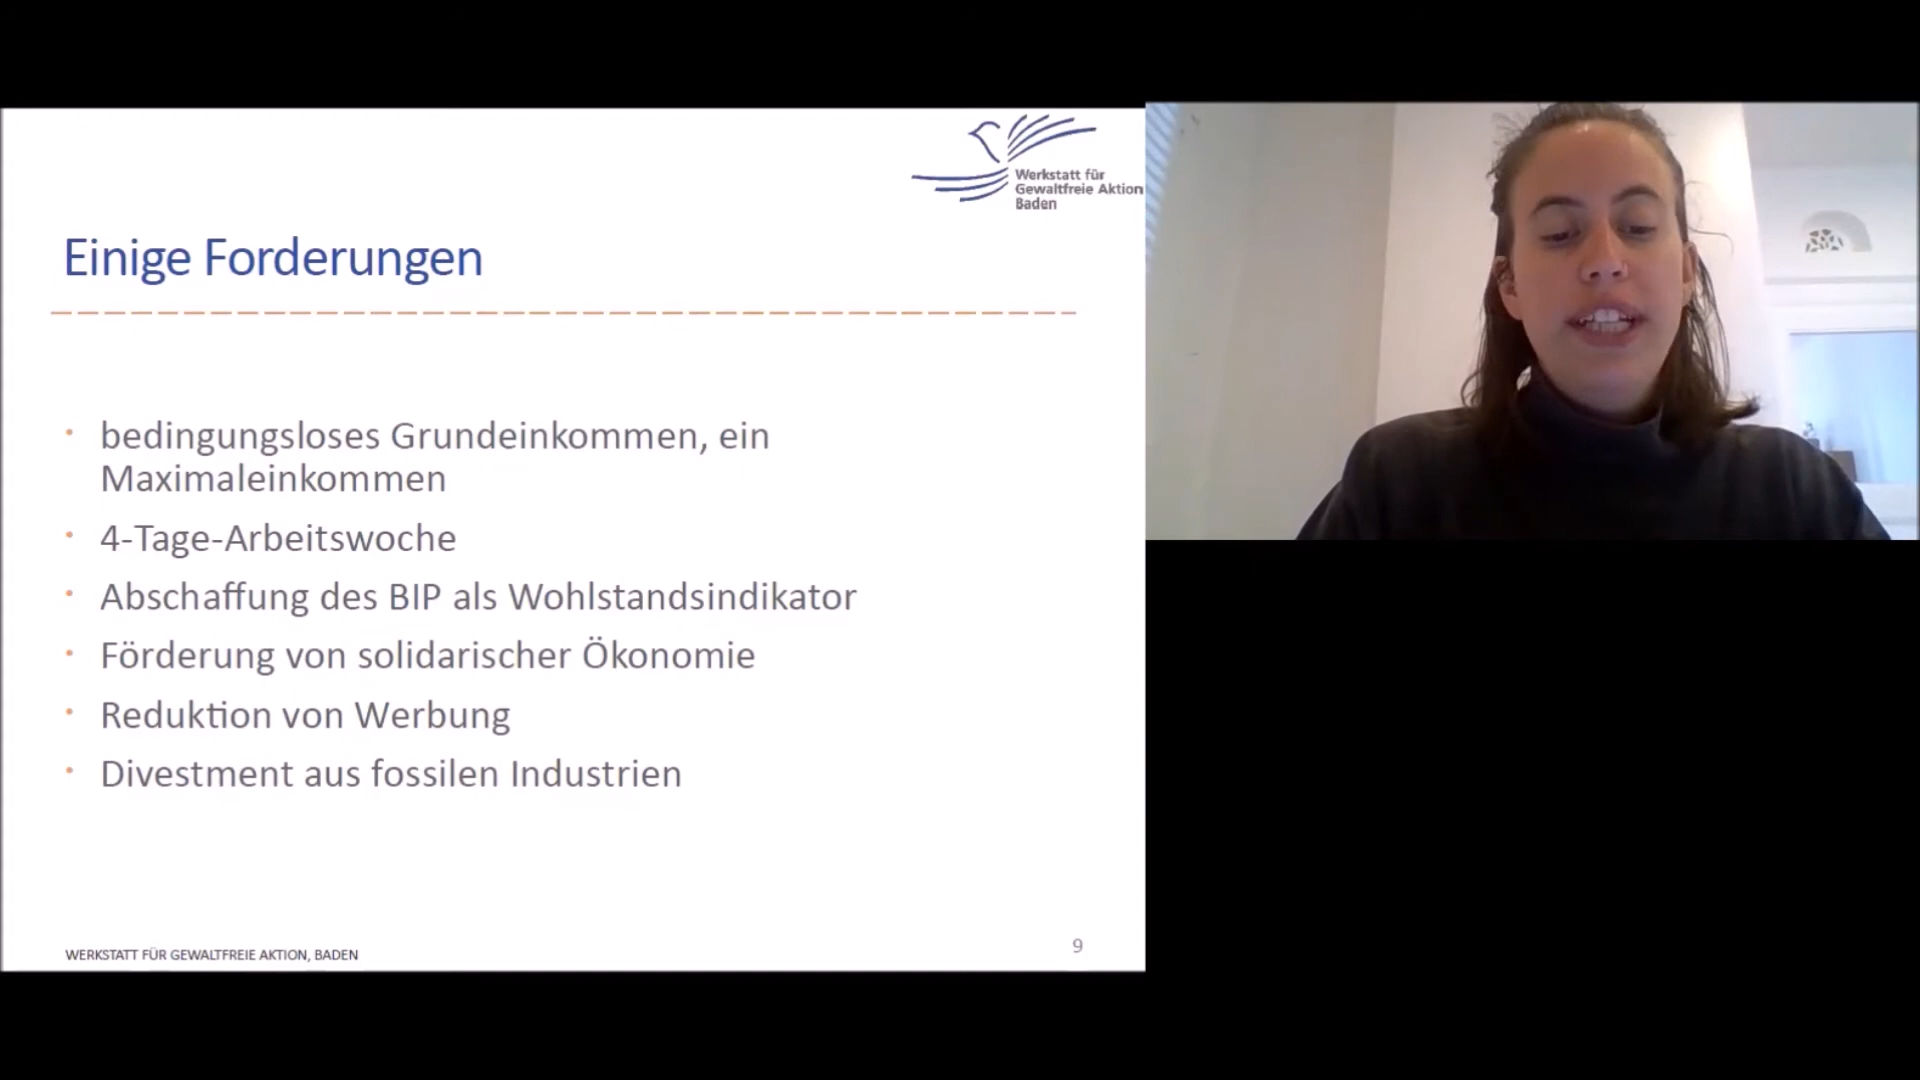 Werkstatt für
Gewaltfreie Aktion
Baden
Einige Forderungen
bedingungsloses Grundeinkommen, ein
Maximaleinkommen
4-Tage-Arbeitswoche
Abschaffung des BIP als Wohlstandsindikator
Förderung von solidarischer Ökonomie
Reduktion von Werbung
Divestment aus fossilen Industrien
WERKSTATT FÜR GEWALTFREIE AKTION, BADEN
9